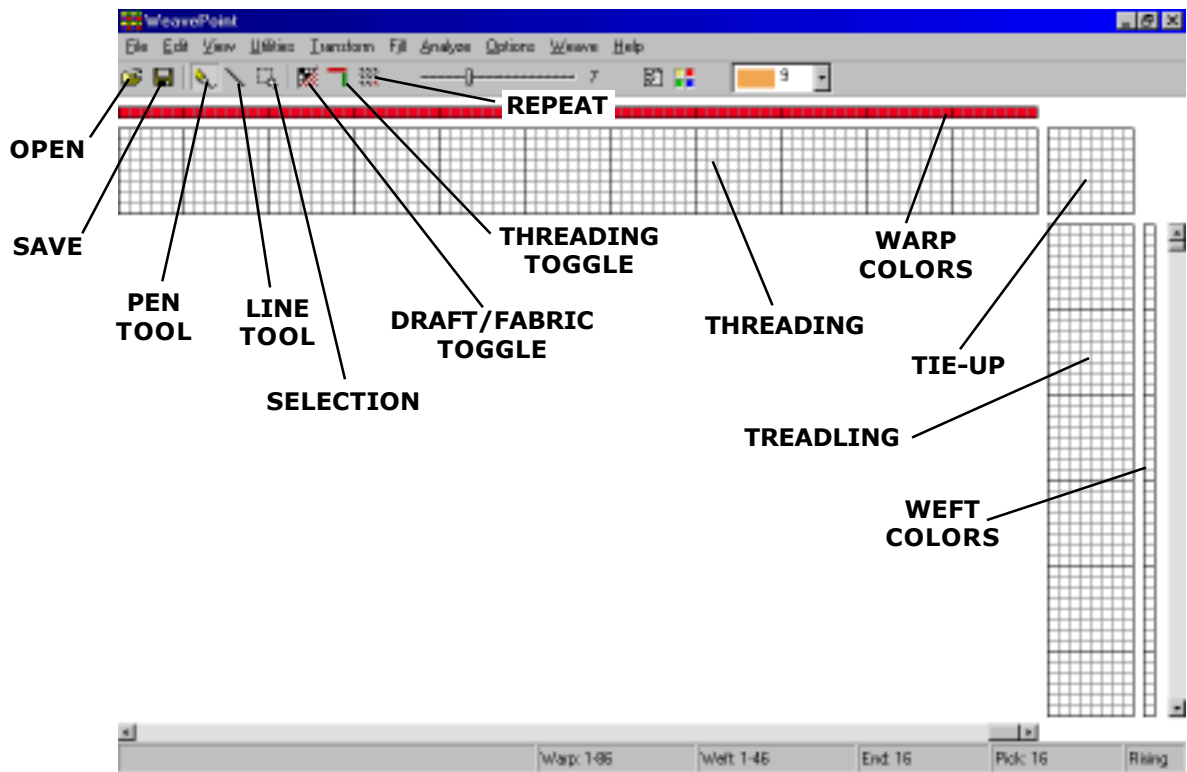 WeavePoint
File Edit View Utilities Transform Fill Analyze Options Weave Help
7
9
REPEAT
OPEN
SAVE
THREADING
TOGGLE
WARP
COLORS
PEN
TOOL
LINE
TOOL
DRAFT/FABRIC
TOGGLE
THREADING
TIE-UP
SELECTION
TREADLING
WEFT
COLORS
Warp: 1-86
Weft: 1-46
End: 16
Pick: 16
Rising